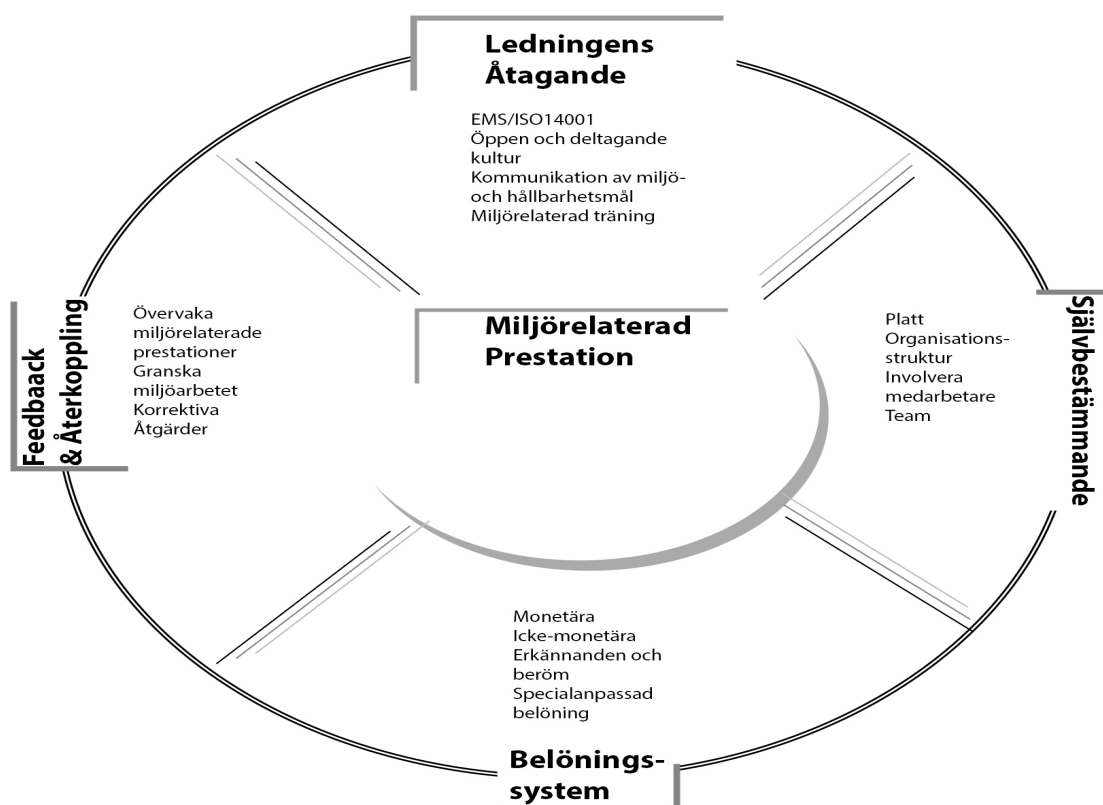 Ledningens
Åtagande
EMS/ISO14001
Öppen och deltagande
kultur
Kommunikation av miljö-
och hållbarhetsmål
Miljörelaterad träning
Feedbaack
& Återkoppling
Övervaka
miljörelaterade
prestationer
Granska
miljöarbetet
Korrektiva
Åtgärder
Miljörelaterad
Prestation
Platt
Organisations-
struktur
Involvera
medarbetare
Team
Självbestämmande
Monetära
Icke-monetära
Erkännanden och
beröm
Specialanpassad
belöning
Belönings-
system